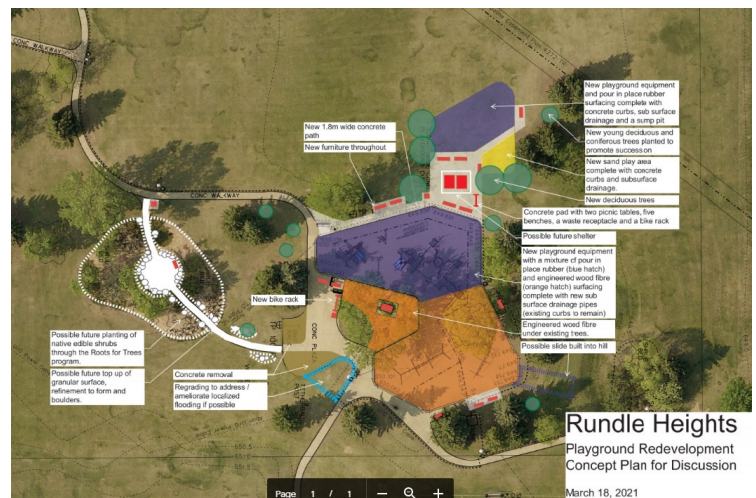 CONC WALKWAY
New playground equipment
and pour in place rubber
surfacing complete with
concrete curbs, sub surface
drainage and a sump pit
New young deciduous and
coniferous trees planted to
promote succession
New 1.8m wide concrete
path
New furniture throughout
New sand play area
complete with concrete
curbs and subsurface
drainage.
New deciduous trees
CONC WALKWAY
Concrete pad with two picnic tables, five
benches, a waste receptacle and a bike rack
Possible future shelter
New playground equipment
with a mixture of pour in
place rubber (blue hatch) and
engineered wood fibre
(orange hatch) surfacing
complete with new sub
surface drainage pipes
(existing curbs to remain)
New bike rack
Engineered wood fibre
under existing trees.
Possible slide built into hill
Possible future planting of
native edible shrubs
through the Roots for Trees
program.
Possible future top up of
granular surface,
refinement to form and
boulders.
Concrete removal
Regrading to address /
ameliorate localized
flooding if possible
Rundle Heights
Playground Redevelopment
Concept Plan for Discussion
March 18, 2021
Page 1 / 1 − +